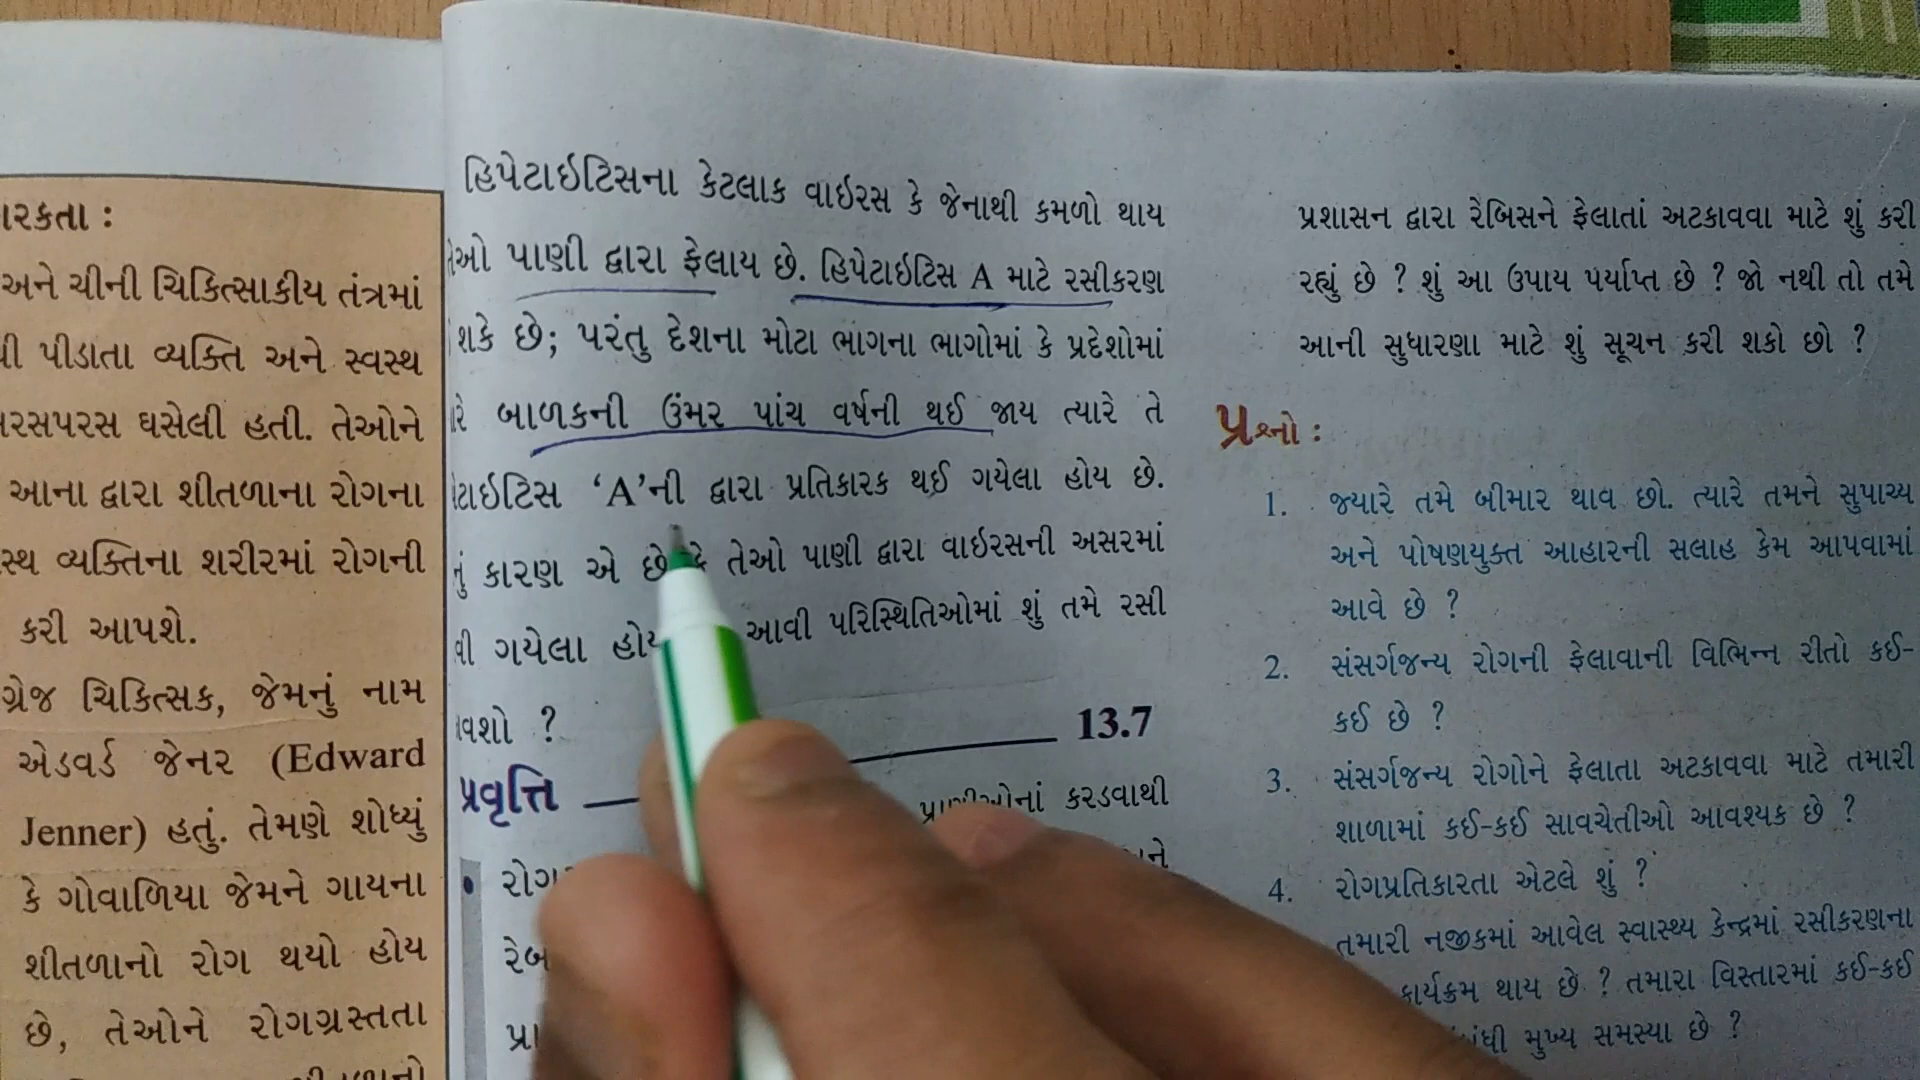 અને ચીની ચિકિત્સાકીય તંત્રમાં
પીડાતા વ્યક્તિ અને સ્વસ્થ
ઘસેલી હતી. તેઓને
આના દ્વારા શીતળાના રોગના
વ્યક્તિના શરીરમાં રોગની
કરી આપશે.
ચિકિત્સક, જેમનું નામ
એડવર્ડ જેનર (Edward
Jenner) હતું. તેમણે શોધ્યું
કે ગોવાળિયા જેમને ગાયના
શીતળાનો રોગ થયો હોય
છે, તેઓને રોગગ્રસ્તતા
હિપેટાઇટિસના કેટલાક વાઇરસ કે જેનાથી કમળો થાય
પાણી દ્વારા ફેલાય છે. હિપેટાઇટિસ A માટે રસીકરણ
શકે છે; પરંતુ દેશના મોટા ભાગના ભાગોમાં કે પ્રદેશોમાં
બાળકની ઉંમર પાંચ વર્ષની થઈ જાય ત્યારે તે
‘A’ની દ્વારા પ્રતિકારક થઈ ગયેલા હોય છે.
કારણ એ છે કે તેઓ પાણી દ્વારા વાઇરસની અસરમાં
ગયેલા આવી પરિસ્થિતિઓમાં શું તમે રસી
?
પ્રવૃત્તિ 13.7
પ્રાણીઓનાં કરડવાથી
•
પ્રશાસન દ્વારા રેબિસને ફેલાતાં અટકાવવા માટે શું કરી
રહ્યું છે ? શું આ ઉપાય પર્યાપ્ત છે ? જો નથી તો તમે
આની સુધારણા માટે શું સૂચન કરી શકો છો ?
પ્રશ્નો :
1. જ્યારે તમે બીમાર થાવ છો. ત્યારે તમને સુપાચ્ય
અને પોષણયુક્ત આહારની સલાહ કેમ આપવામાં
આવે છે ?
2. સંસર્ગજન્ય રોગની ફેલાવાની વિભિન્ન રીતો કઈ-
કઈ છે ?
3. સંસર્ગજન્ય રોગોને ફેલાતા અટકાવવા માટે તમારી
શાળામાં કઈ-કઈ સાવચેતીઓ આવશ્યક છે ?
4. રોગપ્રતિકારતા એટલે શું ?
તમારી નજીકમાં આવેલ સ્વાસ્થ્ય કેન્દ્રમાં રસીકરણના
કાર્યક્રમ થાય છે ? તમારા વિસ્તારમાં કઈ-કઈ
મુખ્ય સમસ્યા છે ?